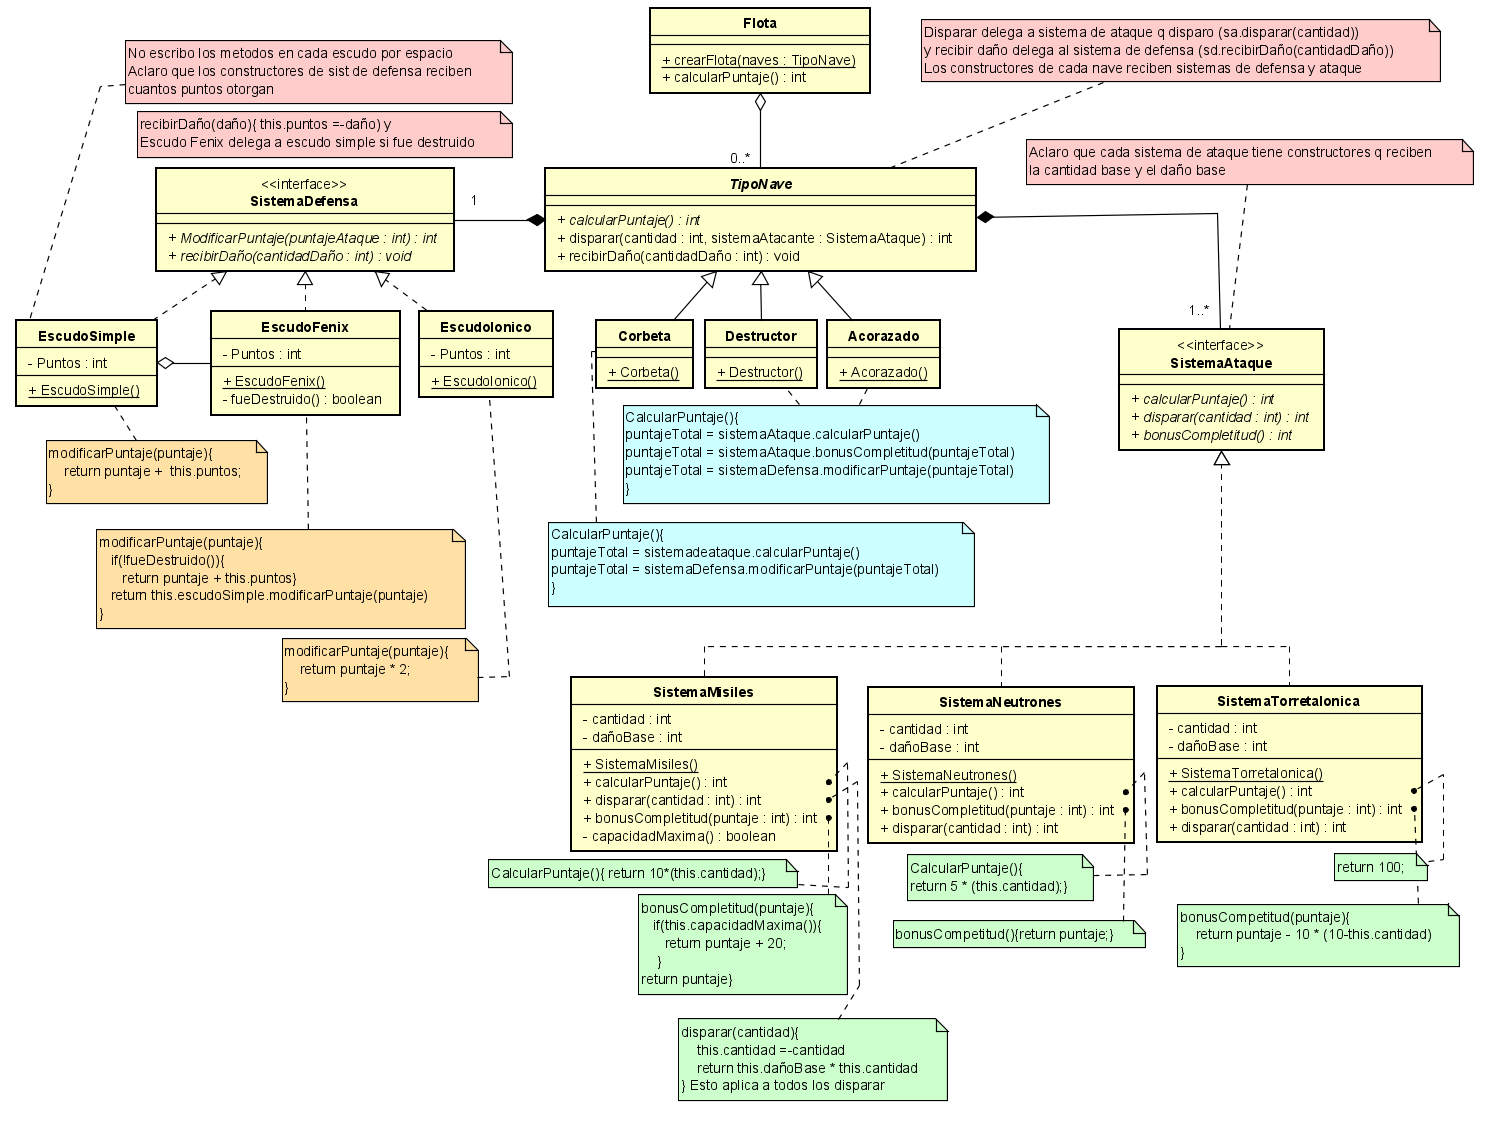 Flota
+ crearFlota(naves : TipoNave)
+ calcularPuntaje() : int
Disparar delega a sistema de ataque q disparo (sa.disparar(cantidad))
y recibir daño delega al sistema de defensa (sd.recibirDaño(cantidadDaño))
Los constructores de cada nave reciben sistemas de defensa y ataque
No escribo los metodos en cada escudo por espacio
Aclaro que los constructores de sist de defensa reciben
cuantos puntos otorgan
recibirDaño(daño){ this.puntos =-daño) y
Escudo Fenix delega a escudo simple si fue destruido
Aclaro que cada sistema de ataque tiene constructores q reciben
la cantidad base y el daño base
0..*
<<interface>>
SistemaDefensa
+ ModificarPuntaje(puntajeAtaque : int) : int
+ recibirDaño(cantidadDaño : int) : void
1
TipoNave
+ calcularPuntaje() : int
+ disparar(cantidad : int, sistemaAtacante : SistemaAtaque) : int
+ recibirDaño(cantidadDaño : int) : void
1..*
EscudoSimple
- Puntos : int
+ EscudoSimple()
EscudoFenix
- Puntos : int
+ EscudoFenix()
- fueDestruido() : boolean
EscudoIonico
- Puntos : int
+ EscudoIonico()
Corbeta
+ Corbeta()
Destructor
+ Destructor()
Acorazado
+ Acorazado()
<<interface>>
SistemaAtaque
+ calcularPuntaje() : int
+ disparar(cantidad : int) : int
+ bonusCompletitud() : int
CalcularPuntaje(){
puntajeTotal = sistemaAtaque.calcularPuntaje()
puntajeTotal = sistemaAtaque.bonusCompletitud(puntajeTotal)
puntajeTotal = sistemaDefensa.modificarPuntaje(puntajeTotal)
}
modificarPuntaje(puntaje){
return puntaje + this.puntos;
}
CalcularPuntaje(){
puntajeTotal = sistemadeataque.calcularPuntaje()
puntajeTotal = sistemaDefensa.modificarPuntaje(puntajeTotal)
}
modificarPuntaje(puntaje){
if(!fueDestruido()){
return puntaje + this.puntos}
return this.escudoSimple.modificarPuntaje(puntaje)
}
modificarPuntaje(puntaje){
return puntaje * 2;
}
SistemaMisiles
- cantidad : int
- dañoBase : int
+ SistemaMisiles()
+ calcularPuntaje() : int
+ disparar(cantidad : int) : int
+ bonusCompletitud(puntaje : int) : int
- capacidadMaxima() : boolean
SistemaNeutrones
- cantidad : int
- dañoBase : int
+ SistemaNeutrones()
+ calcularPuntaje() : int
+ bonusCompletitud(puntaje : int) : int
+ disparar(cantidad : int) : int
SistemaTorretaIonica
- cantidad : int
- dañoBase : int
+ SistemaTorretaIonica()
+ calcularPuntaje() : int
+ bonusCompletitud(puntaje : int) : int
+ disparar(cantidad : int) : int
CalcularPuntaje(){ return 10*(this.cantidad);}
CalcularPuntaje(){
return 5 * (this.cantidad);}
return 100;
bonusCompletitud(puntaje){
if(this.capacidadMaxima()){
return puntaje + 20;
}
return puntaje}
bonusCompetitud(){return puntaje;}
bonusCompetitud(puntaje){
return puntaje - 10 * (10-this.cantidad)
}
disparar(cantidad){
this.cantidad =-cantidad
return this.dañoBase * this.cantidad
} Esto aplica a todos los disparar